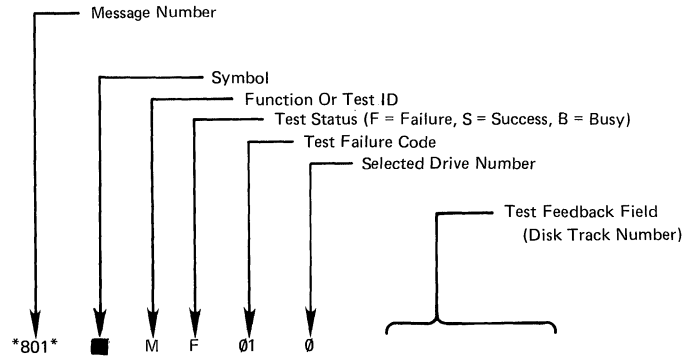 Message Number
Symbol
Function Or Test ID
Test Status (F = Failure, S = Success, B = Busy)
Test Failure Code
Selected Drive Number
Test Feedback Field
(Disk Track Number)
*801* ■ M F Ø1 Ø